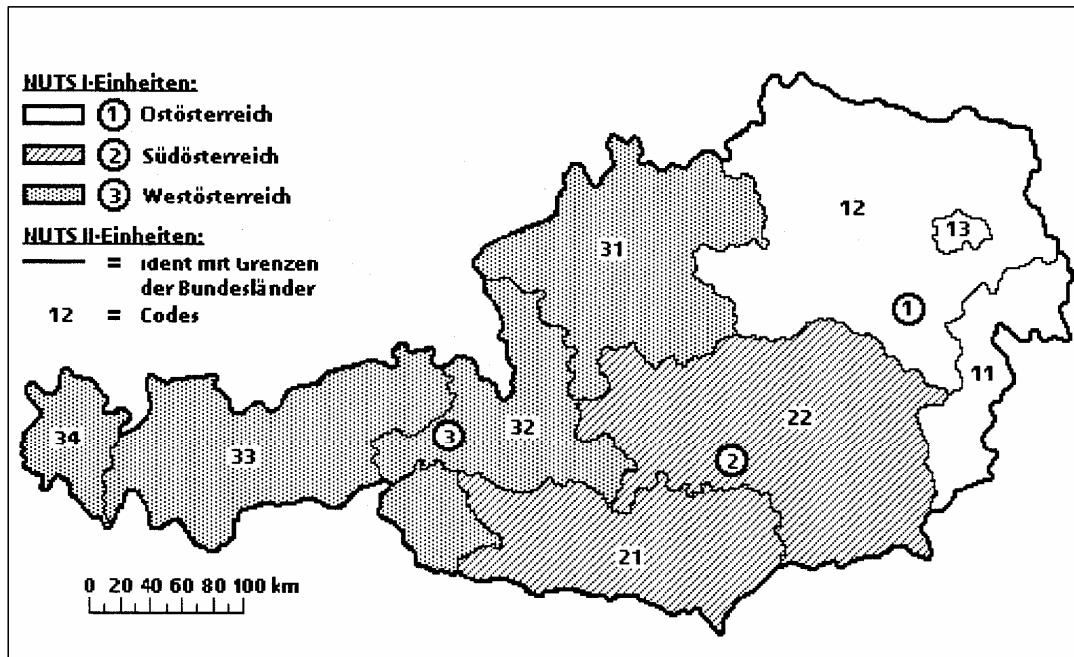 NUTS I-Einheiten:
1 Ostösterreich
2 Südösterreich
3 Westösterreich
NUTS II-Einheiten:
= ident mit Grenzen
der Bundesländer
12 = Codes
31
12
13
1
11
34
33
3
32
22
2
21
0 20 40 60 80 100 km